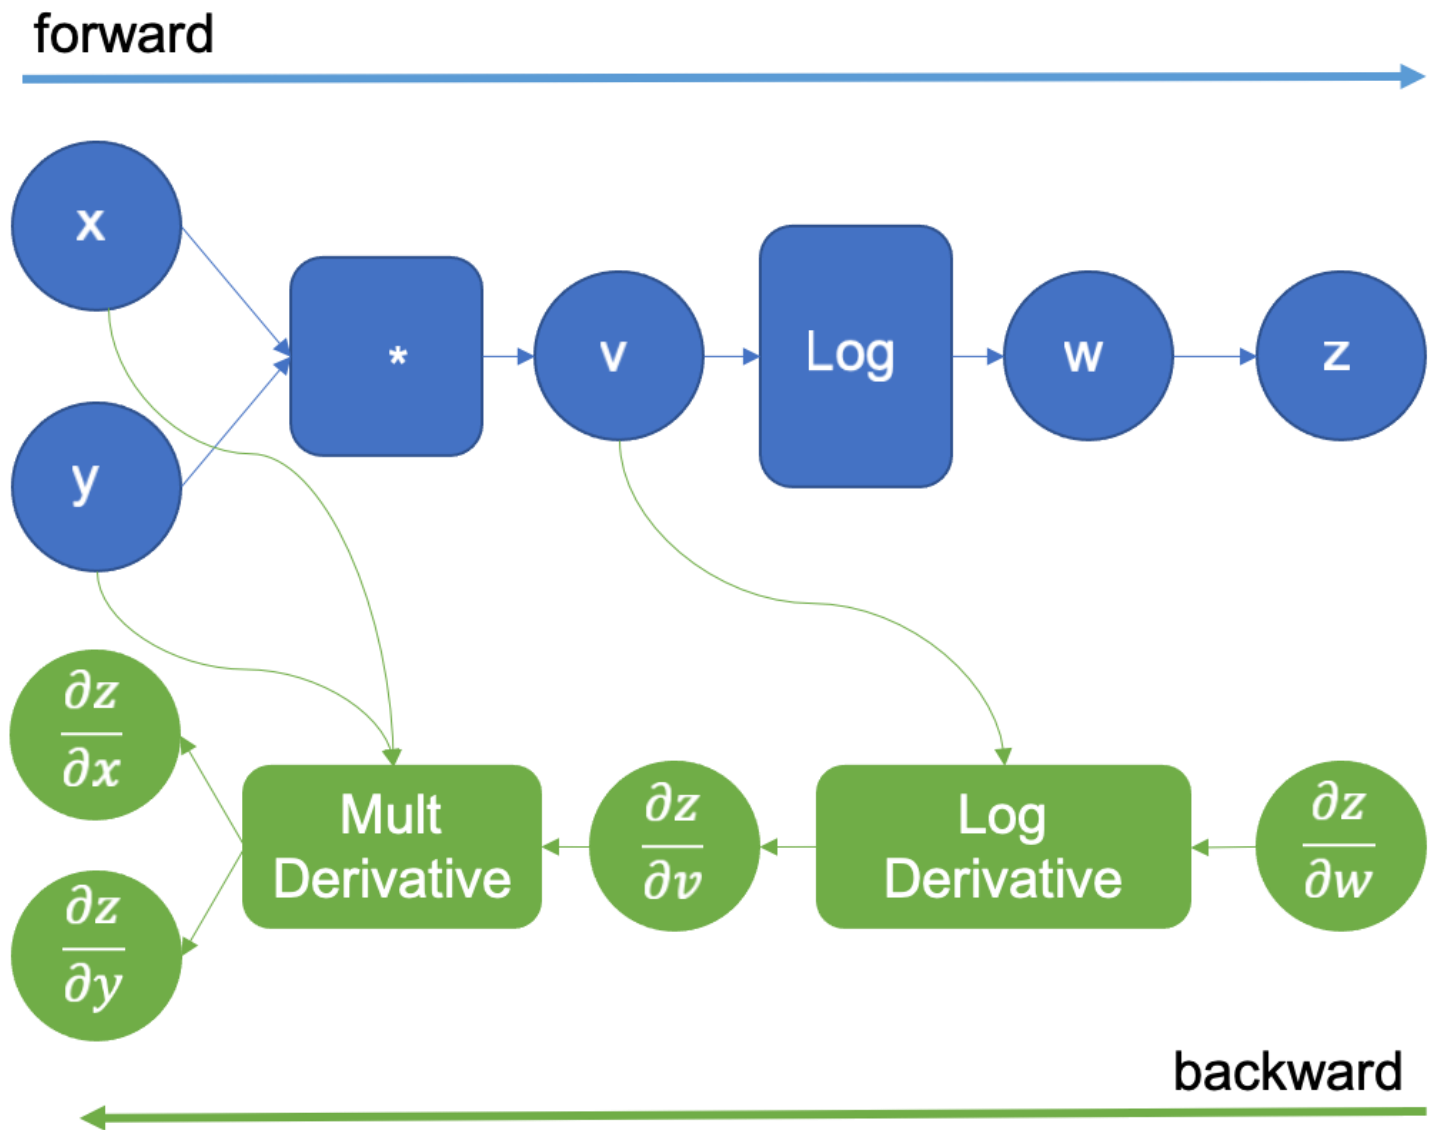 forward
x
*
v
Log
w
z
y
∂z
∂x
Mult
Derivative
∂z
∂v
Log
Derivative
∂z
∂w
∂z
∂y
backward